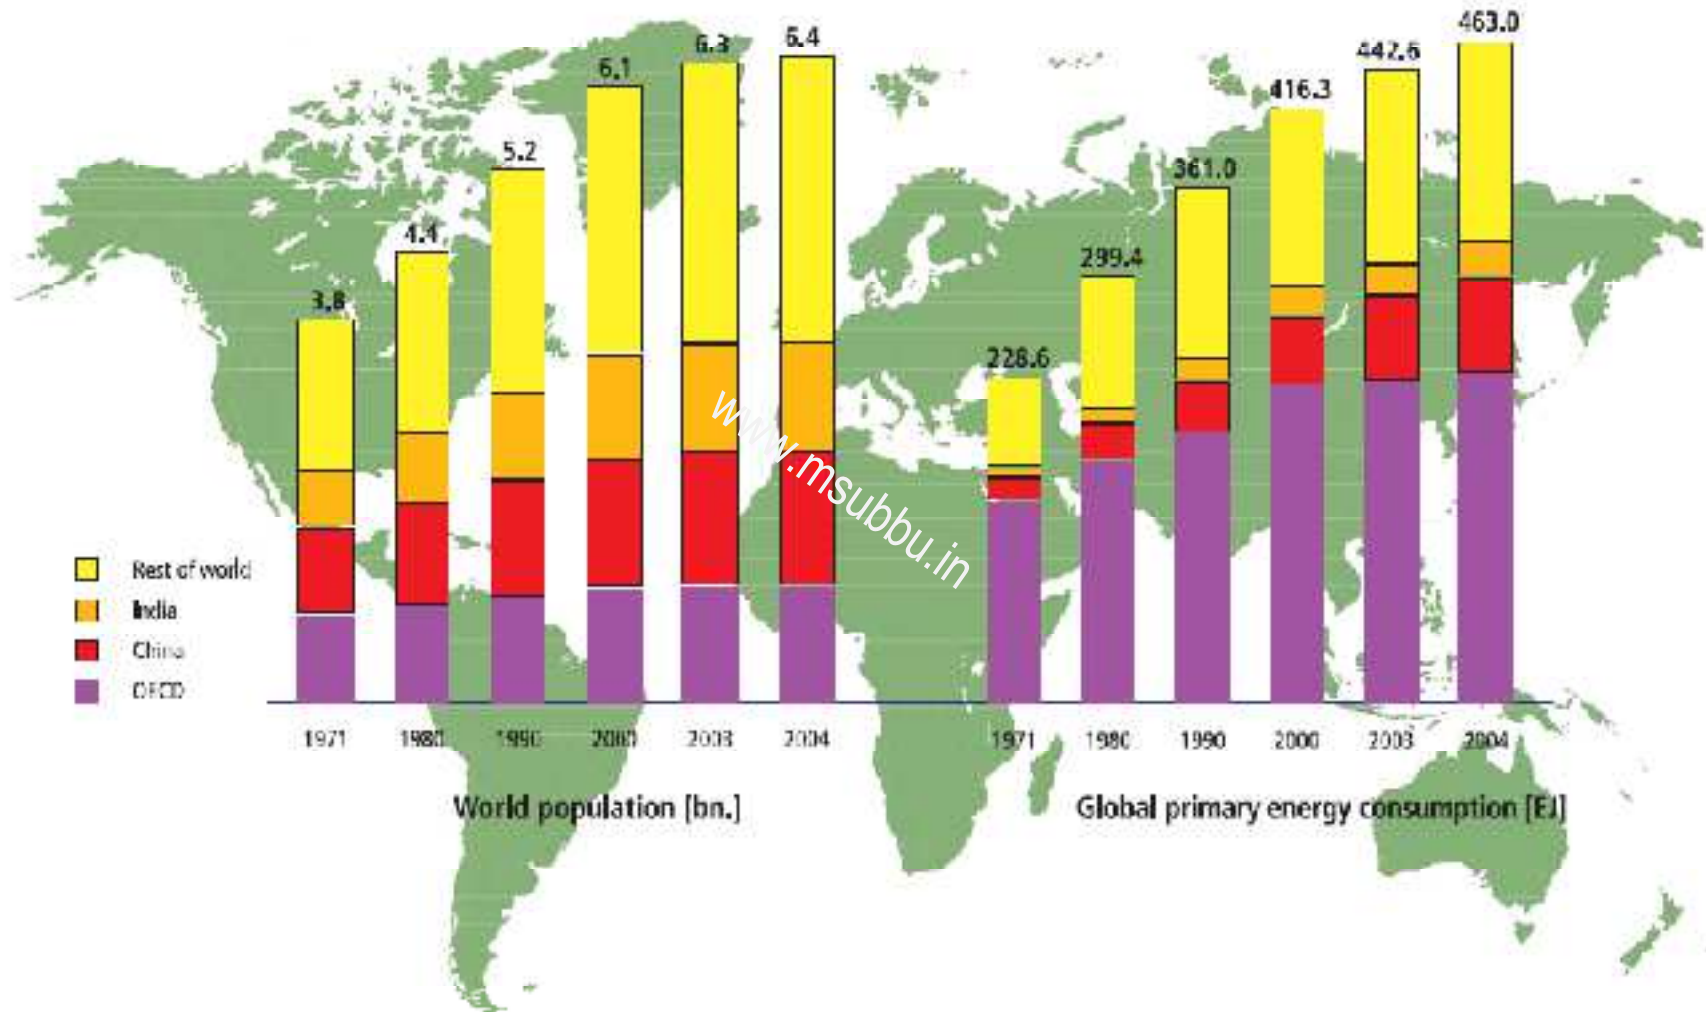 3.8
4.4
5.2
6.1
6.3
6.4
228.6
299.4
361.0
416.3
442.6
463.0
www.msubbu.in
Rest of world
India
China
OECD
1971 1980 1990 2000 2003 2004
1971 1980 1990 2000 2003 2004
World population [bn.]
Global primary energy consumption [EJ]